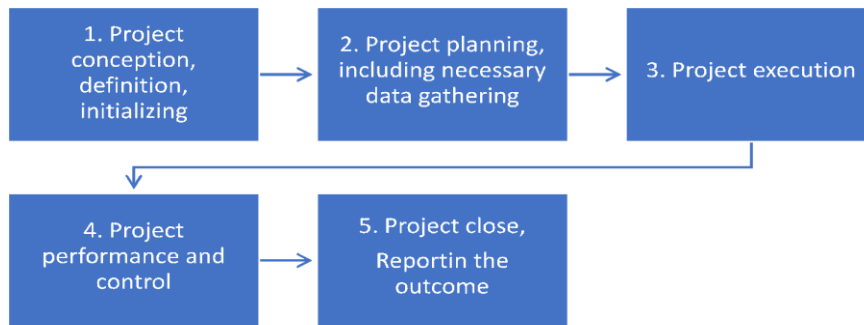 1. Project
conception,
definition,
initializing
2. Project planning,
including necessary
data gathering
3. Project execution
4. Project
performance and
control
5. Project close,
Reportin the
outcome